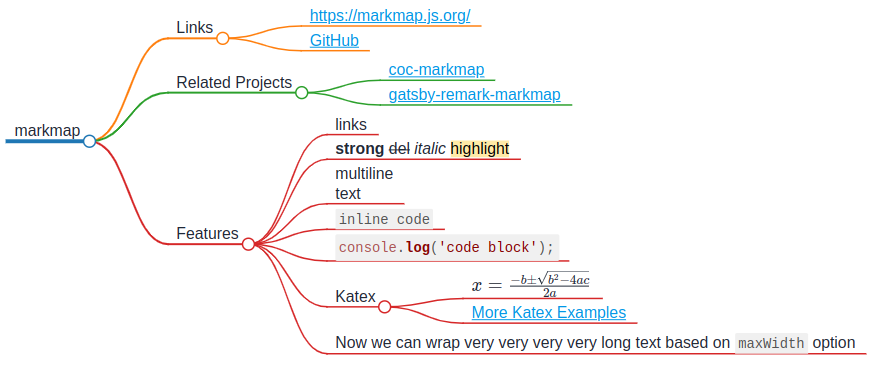 markmap
Links
https://markmap.js.org/
GitHub
Related Projects
coc-markmap
gatsby-remark-markmap
Features
links
strong del italic highlight
multiline
text
inline code
console.log('code block');
Katex
x = \frac{-b±\sqrt{b^2-4ac}}{2a}
More Katex Examples
Now we can wrap very very very very long text based on maxWidth option